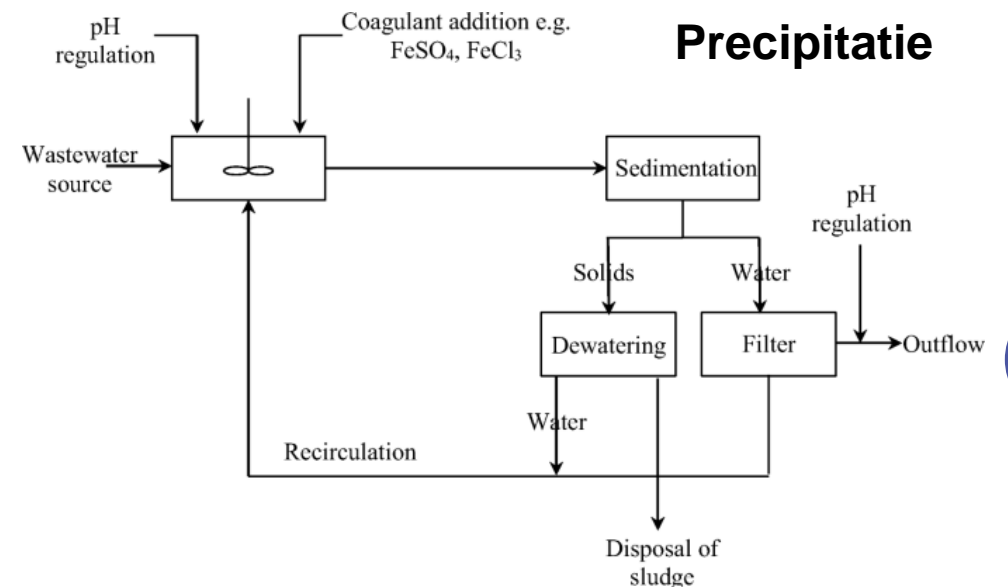 Precipitatie
pH
regulation
Coagulant addition e.g.
FeSO₄, FeCl₃
Wastewater
source
Sedimentation
pH
regulation
Solids
Water
Dewatering
Filter
Outflow
Water
Recirculation
Disposal of
sludge